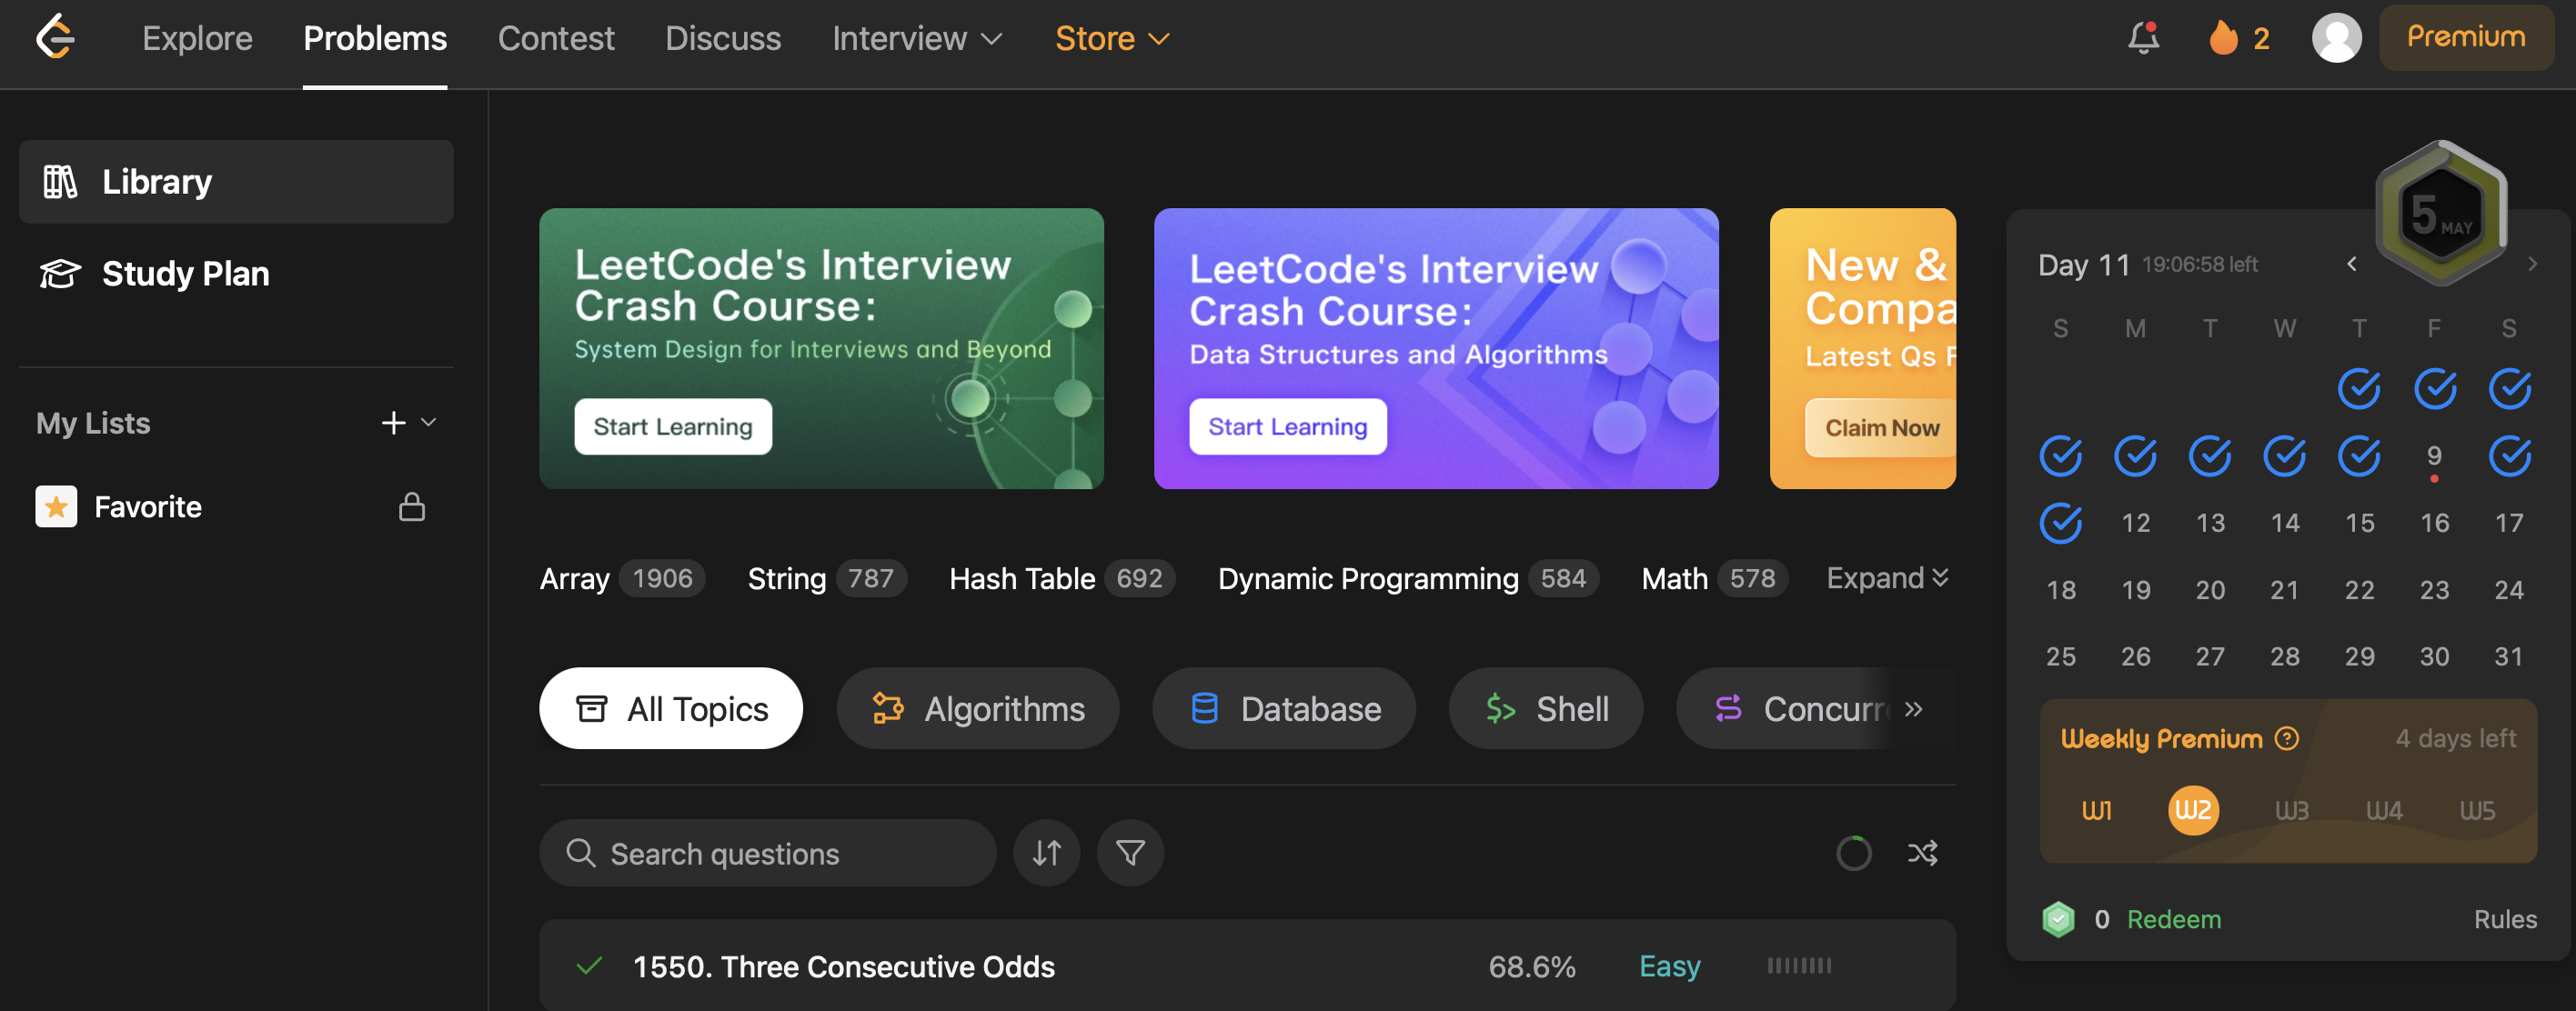 Explore Problems Contest Discuss Interview Store 2 Premium
Library
Study Plan
My Lists
Favorite
LeetCode's Interview
Crash Course:
System Design for Interviews and Beyond
Start Learning
LeetCode's Interview
Crash Course:
Data Structures and Algorithms
Start Learning
New &
Compa
Latest Qs F
Claim Now
Array 1906 String 787 Hash Table 692 Dynamic Programming 584 Math 578 Expand
All Topics Algorithms Database Shell Concurr
Search questions
1550. Three Consecutive Odds 68.6% Easy
5 MAY
Day 11 19:06:58 left
S M T W T F S
9
12 13 14 15 16 17
18 19 20 21 22 23 24
25 26 27 28 29 30 31
Weekly Premium ? 4 days left
W1 W2 W3 W4 W5
0 Redeem Rules